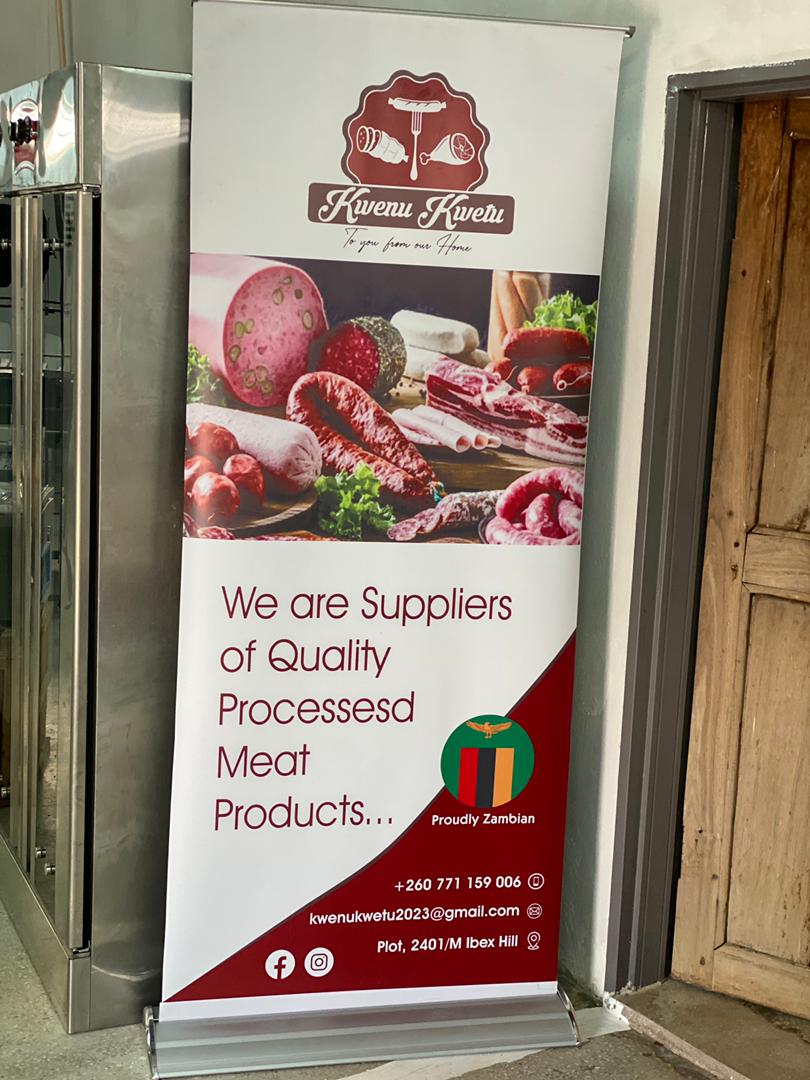 Kwenu Kwetu
To you from our Home
We are Suppliers
of Quality
Processesd
Meat
Products...
Proudly Zambian
+260 771 159 006
kwenukwetu2023@gmail.com
Plot, 2401/M Ibex Hill